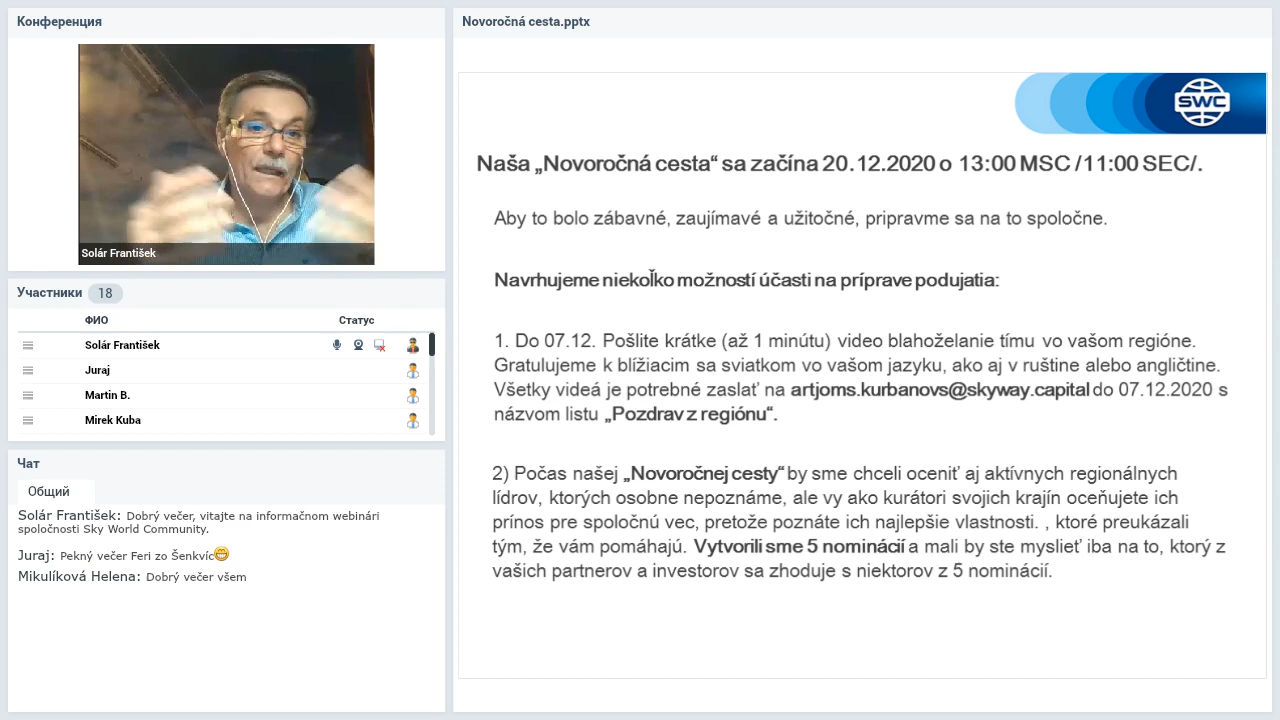 Конференция
Solár František
Участники 18
ФИО Статус
Solár František
Juraj
Martin B.
Mirek Kuba
Чат
Общий
Solár František: Dobrý večer, vitajte na informačnom webinári
spoločnosti Sky World Community.
Juraj: Pekný večer Feri zo Šenkvíc
Mikulíková Helena: Dobrý večer všem
Novoročná cesta.pptx
SWC
Naša „Novoročná cesta“ sa začína 20.12.2020 o 13:00 MSC /11:00 SEC/.
Aby to bolo zábavné, zaujímavé a užitočné, pripravme sa na to spoločne.
Navrhujeme niekoľko možností účasti na príprave podujatia:
1. Do 07.12. Pošlite krátke (až 1 minútu) video blahoželanie tímu vo vašom regióne.
Gratulujeme k blížiacim sa sviatkom vo vašom jazyku, ako aj v ruštine alebo angličtine.
Všetky videá je potrebné zaslať na artjoms.kurbanovs@skyway.capital do 07.12.2020 s
názvom listu „Pozdrav z regiónu“.
2) Počas našej „Novoročnej cesty“ by sme chceli oceniť aj aktívnych regionálnych
lídrov, ktorých osobne nepoznáme, ale vy ako kurátori svojich krajín oceňujete ich
prínos pre spoločnú vec, pretože poznáte ich najlepšie vlastnosti. , ktoré preukázali
tým, že vám pomáhajú. Vytvorili sme 5 nominácií a mali by ste myslieť iba na to, ktorý z
vašich partnerov a investorov sa zhoduje s niektorov z 5 nominácií.